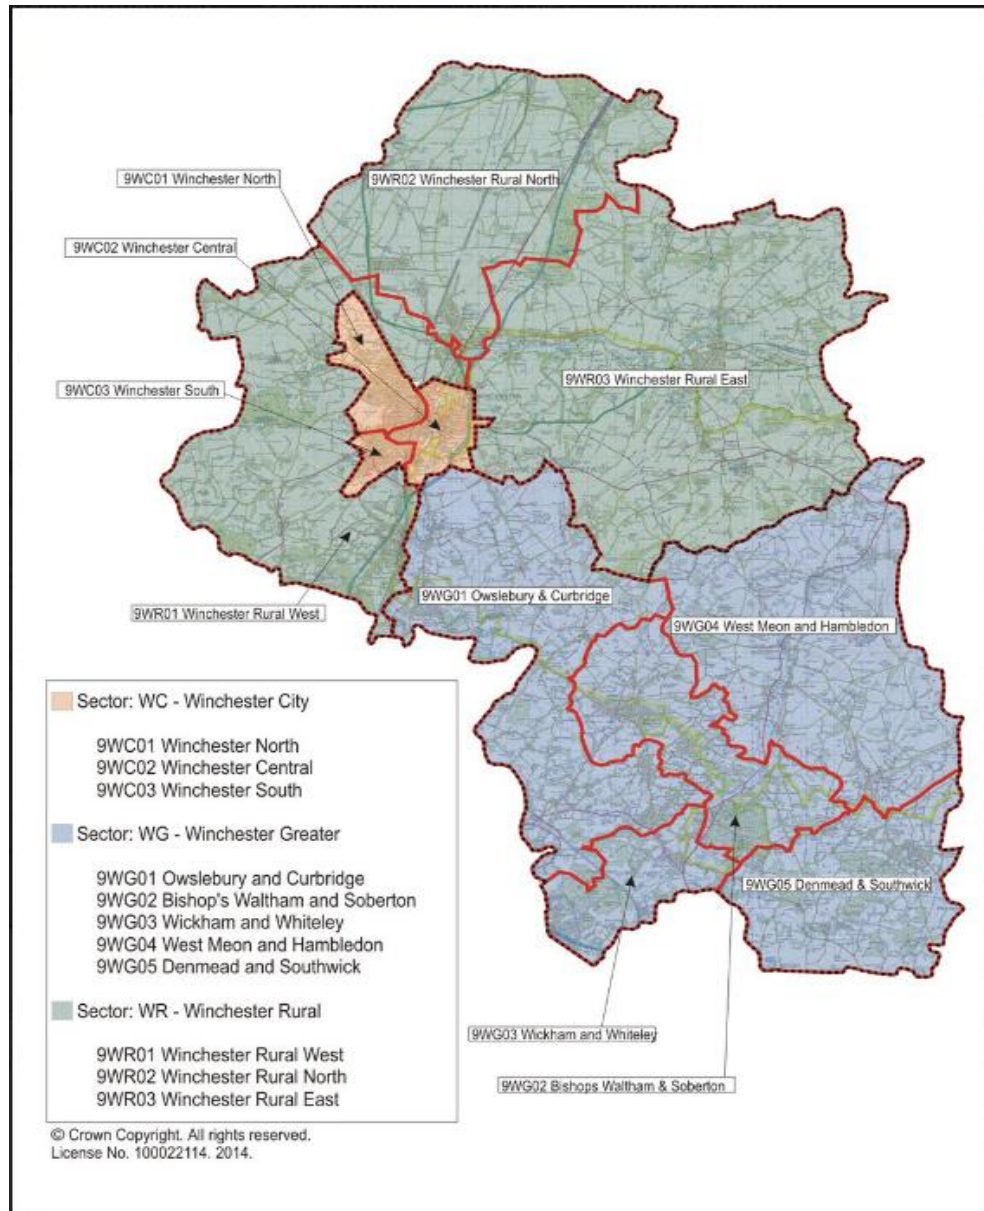 9WC01 Winchester North
9WR02 Winchester Rural North
9WC02 Winchester Central
9WR03 Winchester Rural East
9WC03 Winchester South
9WG01 Owslebury & Curbridge
9WR01 Winchester Rural West
9WG04 West Meon and Hambledon
Sector: WC - Winchester City
9WC01 Winchester North
9WC02 Winchester Central
9WC03 Winchester South
Sector: WG - Winchester Greater
9WG01 Owslebury and Curbridge
9WG02 Bishop's Waltham and Soberton
9WG03 Wickham and Whiteley
9WG04 West Meon and Hambledon
9WG05 Denmead and Southwick
Sector: WR - Winchester Rural
9WR01 Winchester Rural West
9WR02 Winchester Rural North
9WR03 Winchester Rural East
9WG05 Denmead & Southwick
9WG03 Wickham and Whiteley
9WG02 Bishops Waltham & Soberton
© Crown Copyright. All rights reserved.
License No. 100022114. 2014.